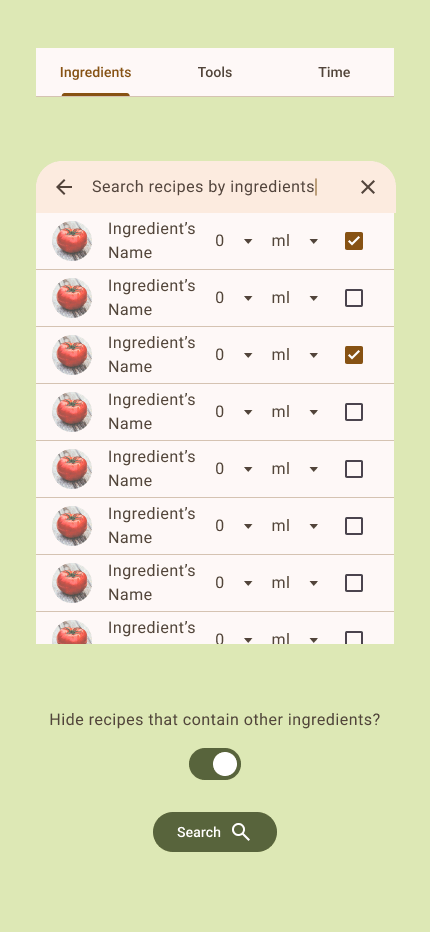 Ingredients Tools Time
Search recipes by ingredients
Ingredient’s
Name 0 ml
Ingredient’s
Name 0 ml
Ingredient’s
Name 0 ml
Ingredient’s
Name 0 ml
Ingredient’s
Name 0 ml
Ingredient’s
Name 0 ml
Ingredient’s
Name 0 ml
Ingredient’s
0 ml
Hide recipes that contain other ingredients?
Search